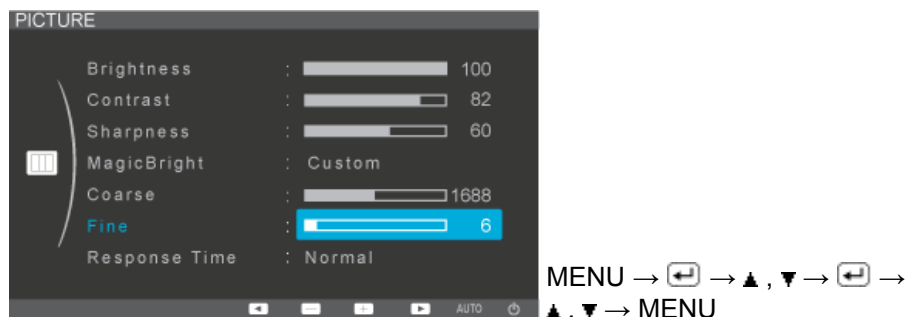 PICTURE
Brightness : 100
Contrast : 82
Sharpness : 60
MagicBright : Custom
Coarse : 1688
Fine : 6
Response Time : Normal
AUTO
MENU → → ▲ , ▼ → →
▲ , ▼ → MENU